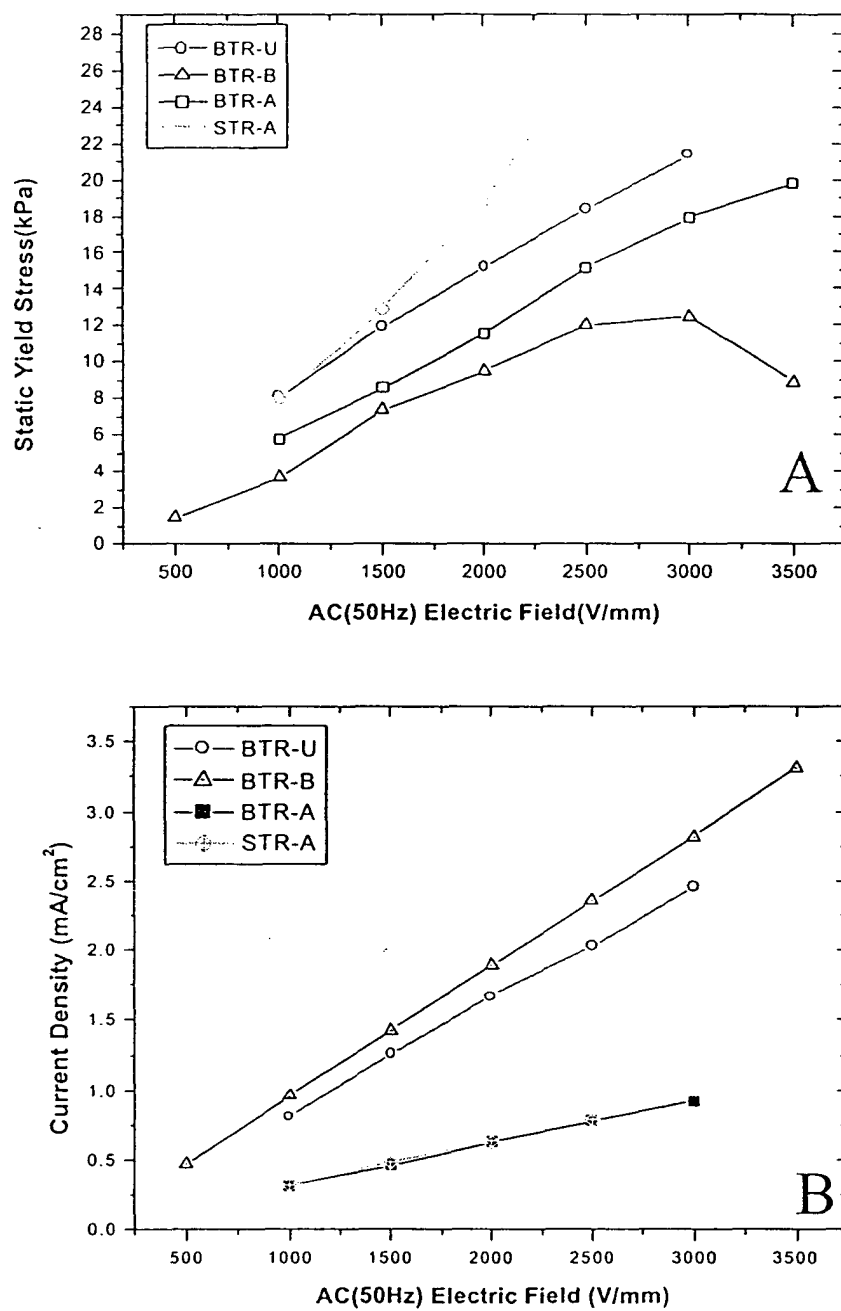 28
26
24
22
20
18
16
14
12
10
8
6
4
2
0
Static Yield Stress(kPa)
BTR-U
BTR-B
BTR-A
STR-A
A
500 1000 1500 2000 2500 3000 3500
AC(50Hz) Electric Field(V/mm)
3.5
3.0
2.5
2.0
1.5
1.0
0.5
0.0
Current Density (mA/cm²)
BTR-U
BTR-B
BTR-A
STR-A
B
500 1000 1500 2000 2500 3000 3500
AC(50Hz) Electric Field (V/mm)